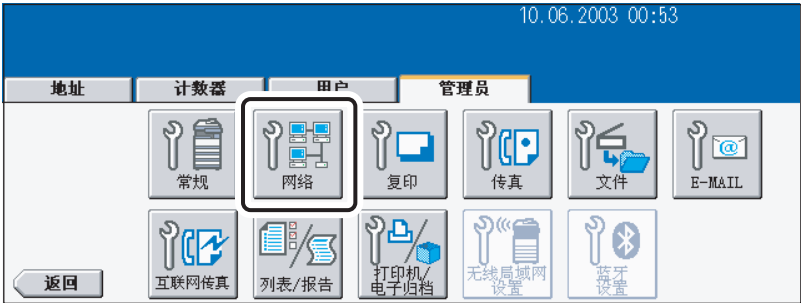 10.06.2003 00:53
地址 计数器 用户 管理员
常规 网络 复印 传真 文件 E-MAIL
互联网传真 列表/报告 打印机/
电子归档 无线局域网
设置 蓝牙
设置
返回